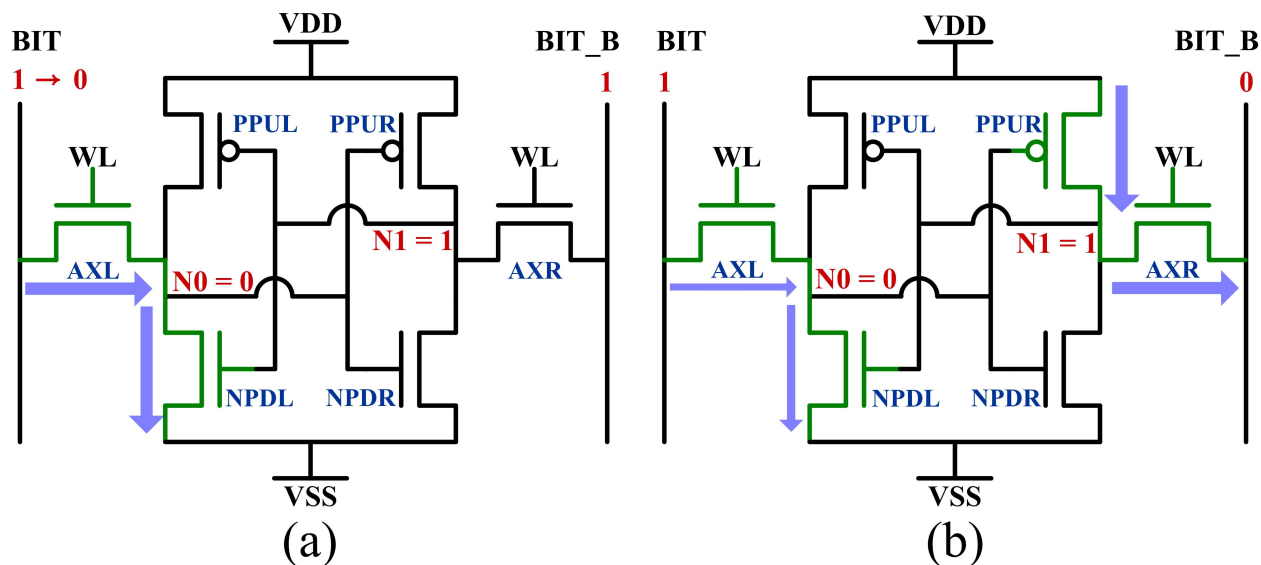 VDD
BIT
BIT_B
1 → 0
1
PPUL
PPUR
WL
WL
N1 = 1
AXL
AXR
N0 = 0
NPDL
NPDR
VSS
(a)
VDD
BIT
BIT_B
1
0
PPUL
PPUR
WL
WL
N1 = 1
AXL
AXR
N0 = 0
NPDL
NPDR
VSS
(b)